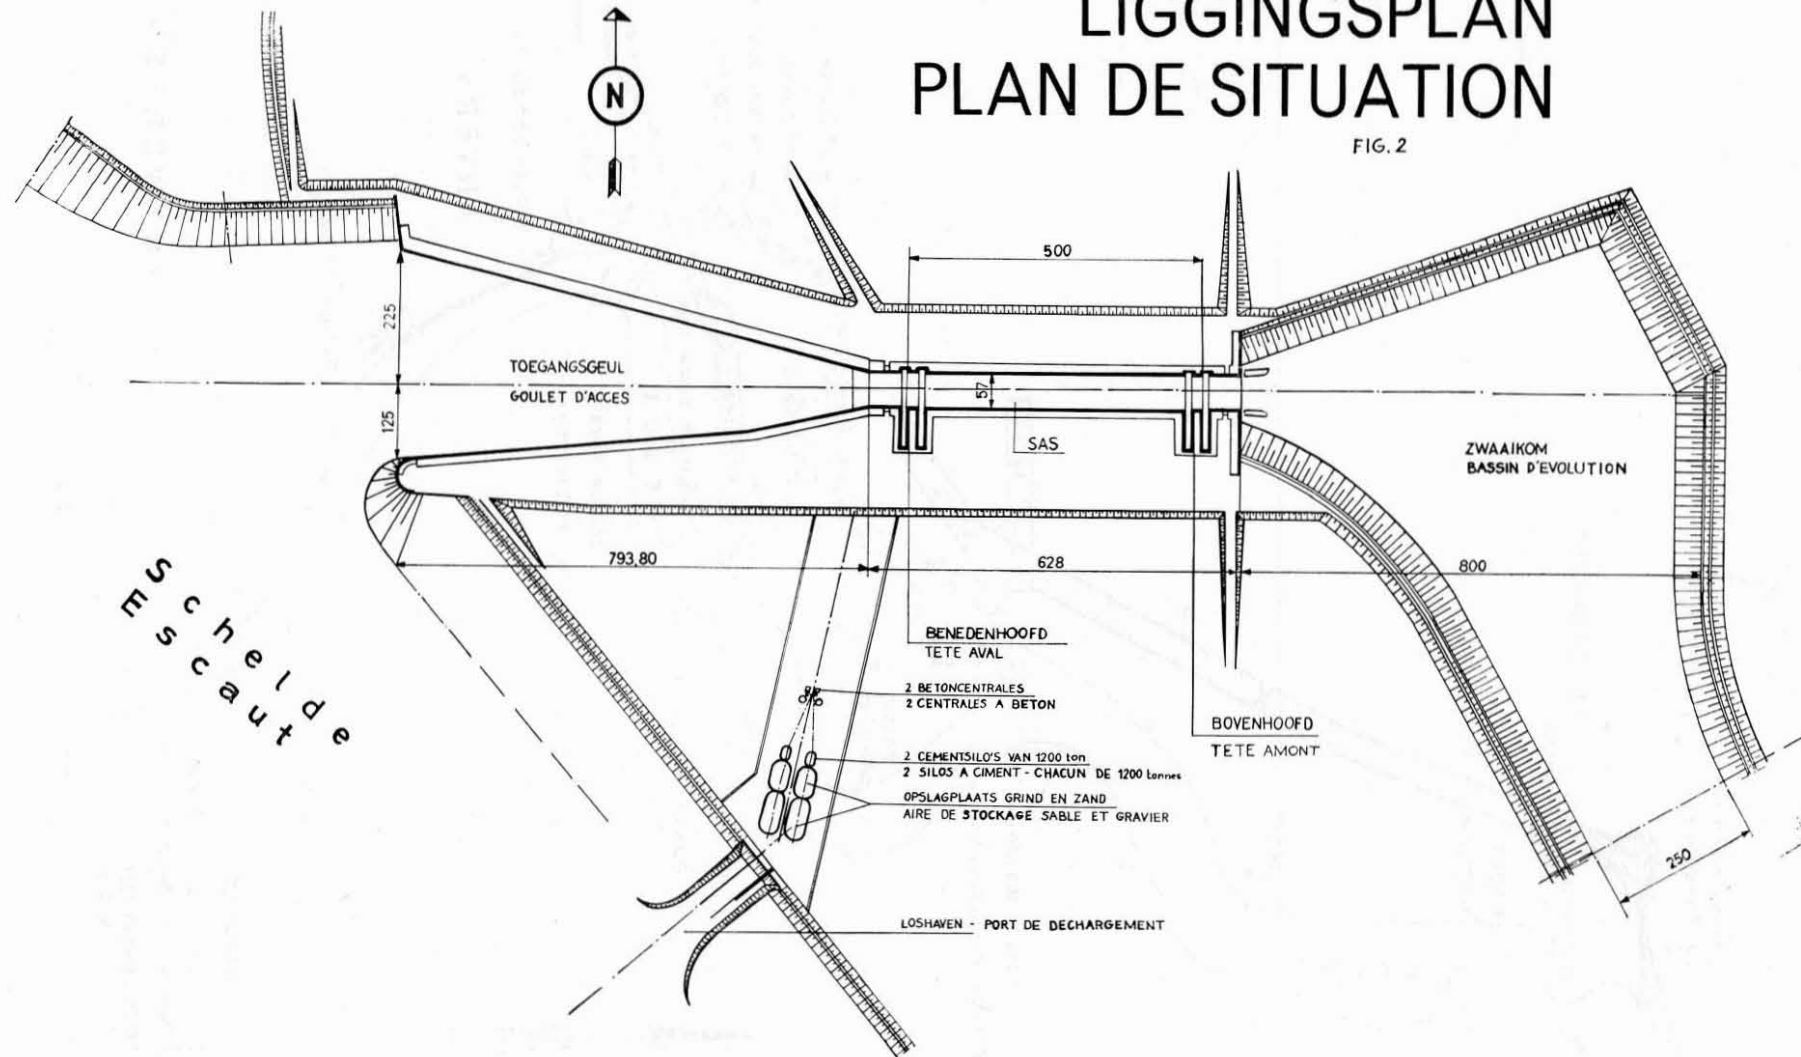 LIGGINGSPLAN
PLAN DE SITUATION
FIG. 2
N
500
225
TOEGANGSGEUL
GOULET D'ACCES
57
125
SAS
ZWAAIKOM
BASSIN D'EVOLUTION
793,80
628
800
Schelde
Escaut
BENEDENHOOFD
TETE AVAL
2 BETONCENTRALES
2 CENTRALES A BETON
BOVENHOOFD
TETE AMONT
2 CEMENTSILO'S VAN 1200 ton
2 SILOS A CIMENT - CHACUN DE 1200 tonnes
OPSLAGPLAATS GRIND EN ZAND
AIRE DE STOCKAGE SABLE ET GRAVIER
250
LOSHAVEN - PORT DE DECHARGEMENT